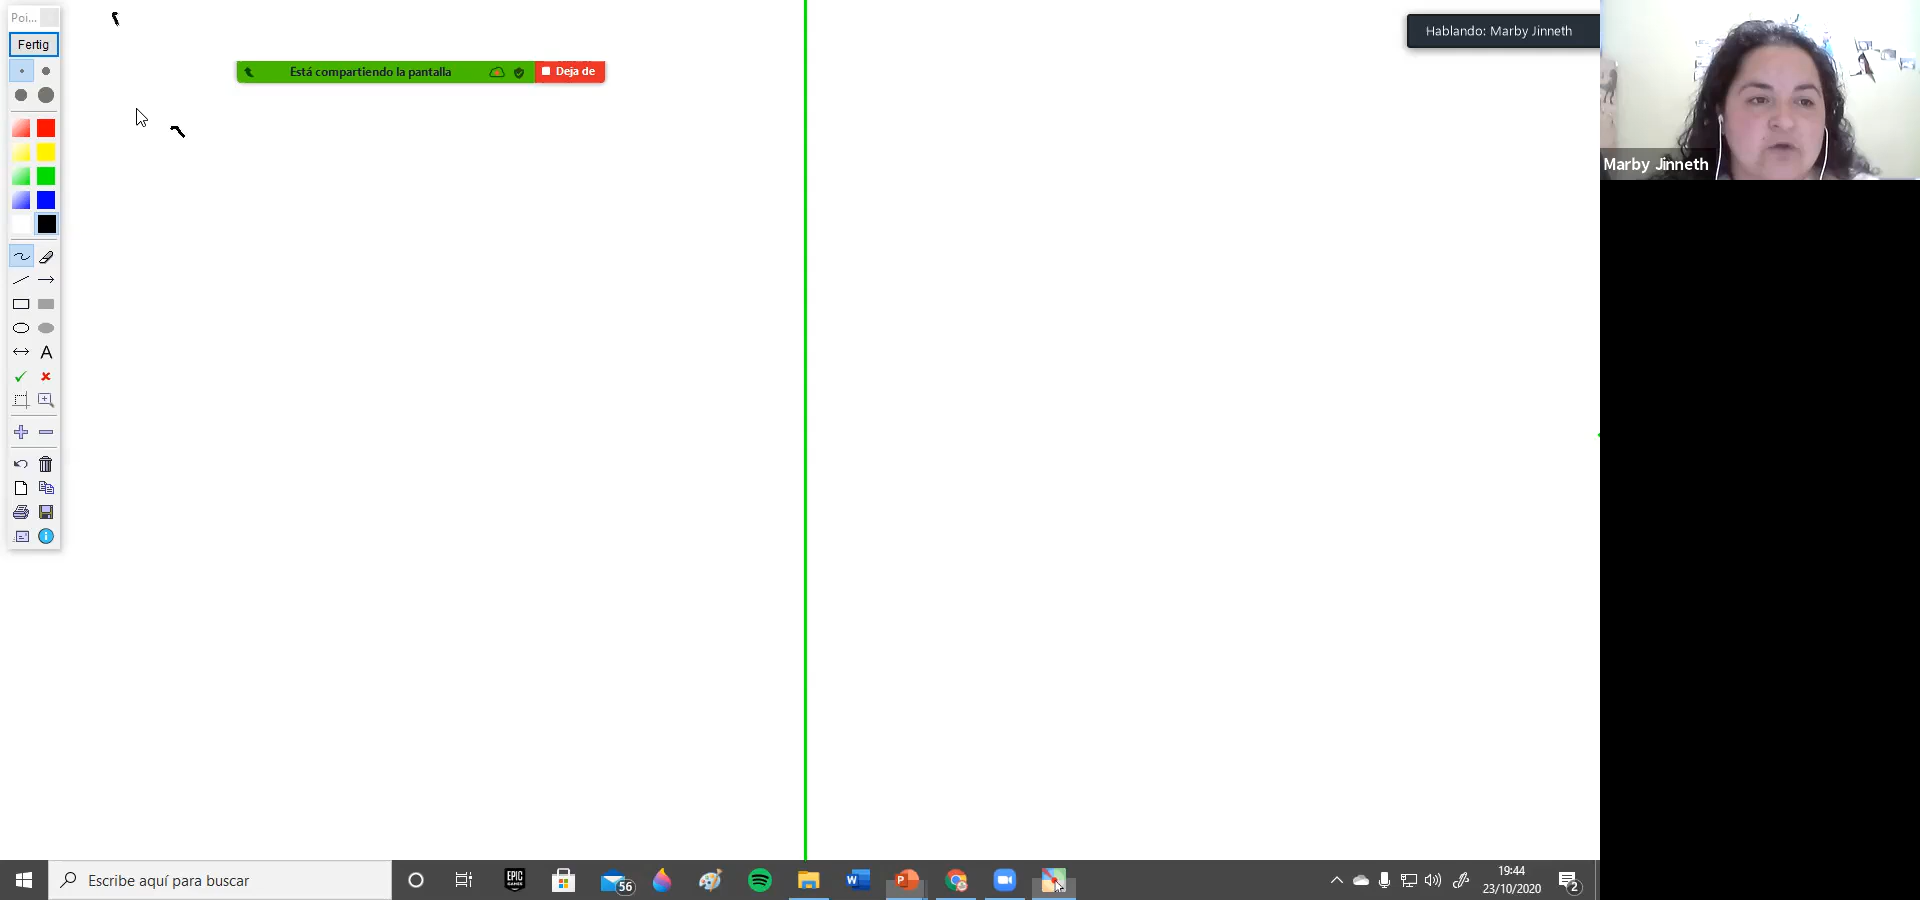 Poi...
Fertig
Está compartiendo la pantalla
Deja de
Hablando: Marby Jinneth
Marby Jinneth
A
Escribe aquí para buscar
EPIC
GAMES
56
W
P
19:44
23/10/2020
2